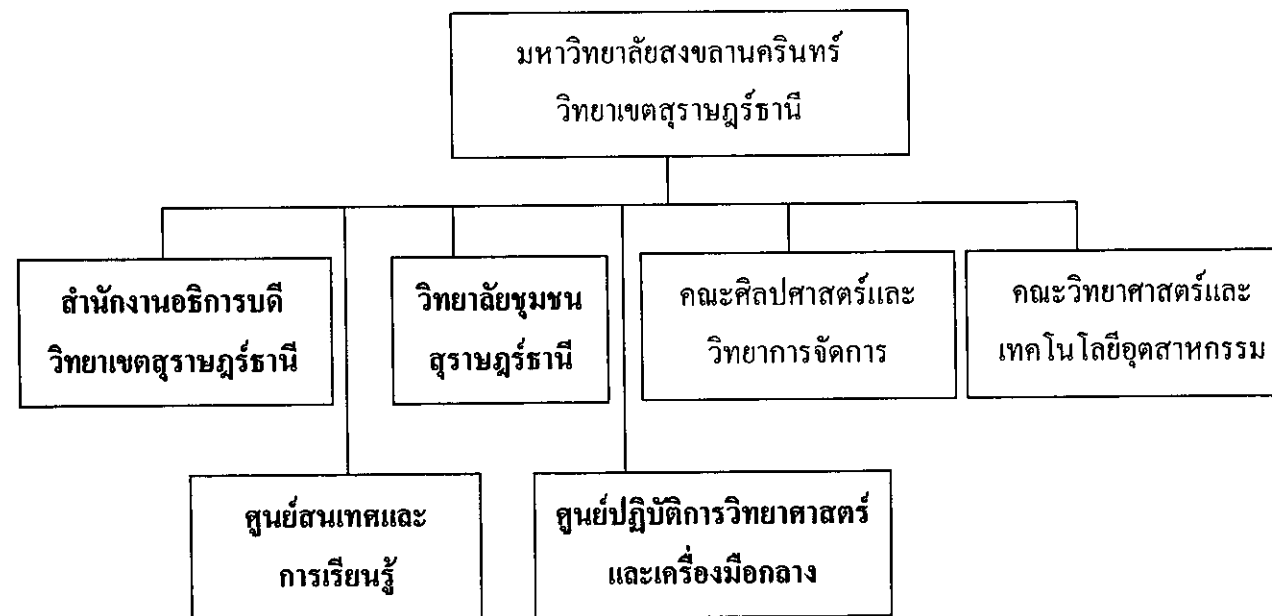 มหาวิทยาลัยสงขลานครินทร์
วิทยาเขตสุราษฎร์ธานี
สำนักงานอธิการบดี
วิทยาเขตสุราษฎร์ธานี
วิทยาลัยชุมชน
สุราษฎร์ธานี
คณะศิลปศาสตร์และ
วิทยาการจัดการ
คณะวิทยาศาสตร์และ
เทคโนโลยีอุตสาหกรรม
ศูนย์สนเทศและ
การเรียนรู้
ศูนย์ปฏิบัติการวิทยาศาสตร์
และเครื่องมือกลาง